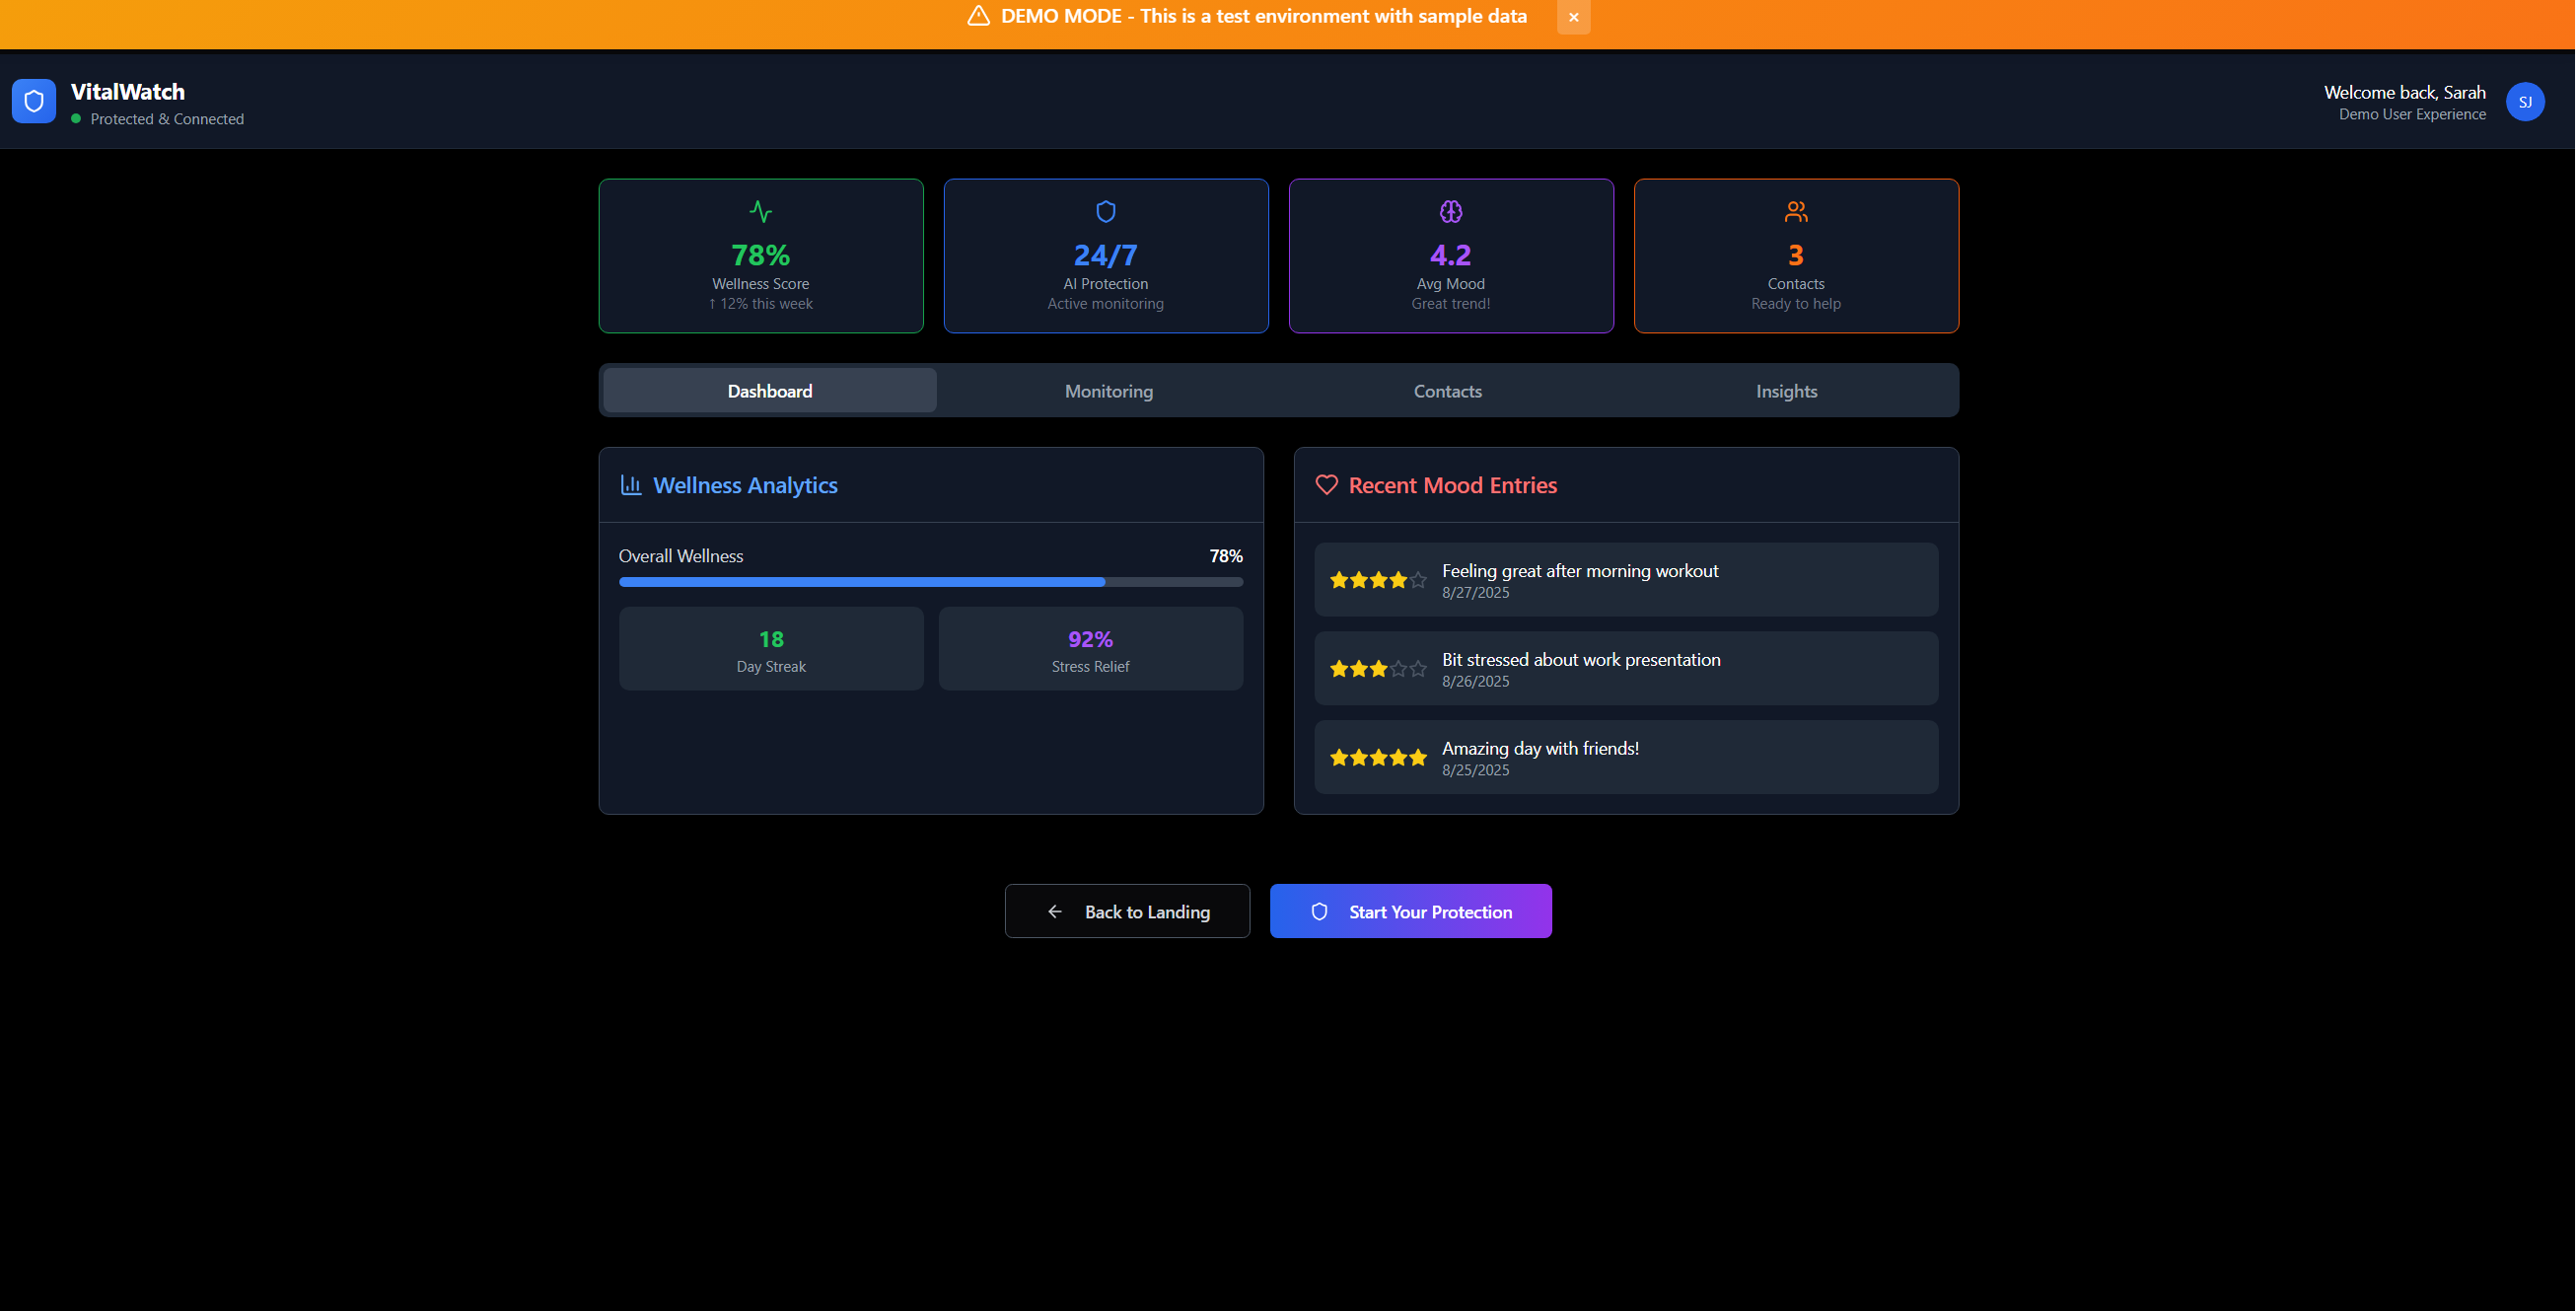 DEMO MODE - This is a test environment with sample data
×
VitalWatch
Protected & Connected
Welcome back, Sarah
Demo User Experience
SJ
78%
Wellness Score
↑ 12% this week
24/7
AI Protection
Active monitoring
4.2
Avg Mood
Great trend!
3
Contacts
Ready to help
Dashboard
Monitoring
Contacts
Insights
Wellness Analytics
Overall Wellness
78%
18
Day Streak
92%
Stress Relief
Recent Mood Entries
Feeling great after morning workout
8/27/2025
Bit stressed about work presentation
8/26/2025
Amazing day with friends!
8/25/2025
Back to Landing
Start Your Protection